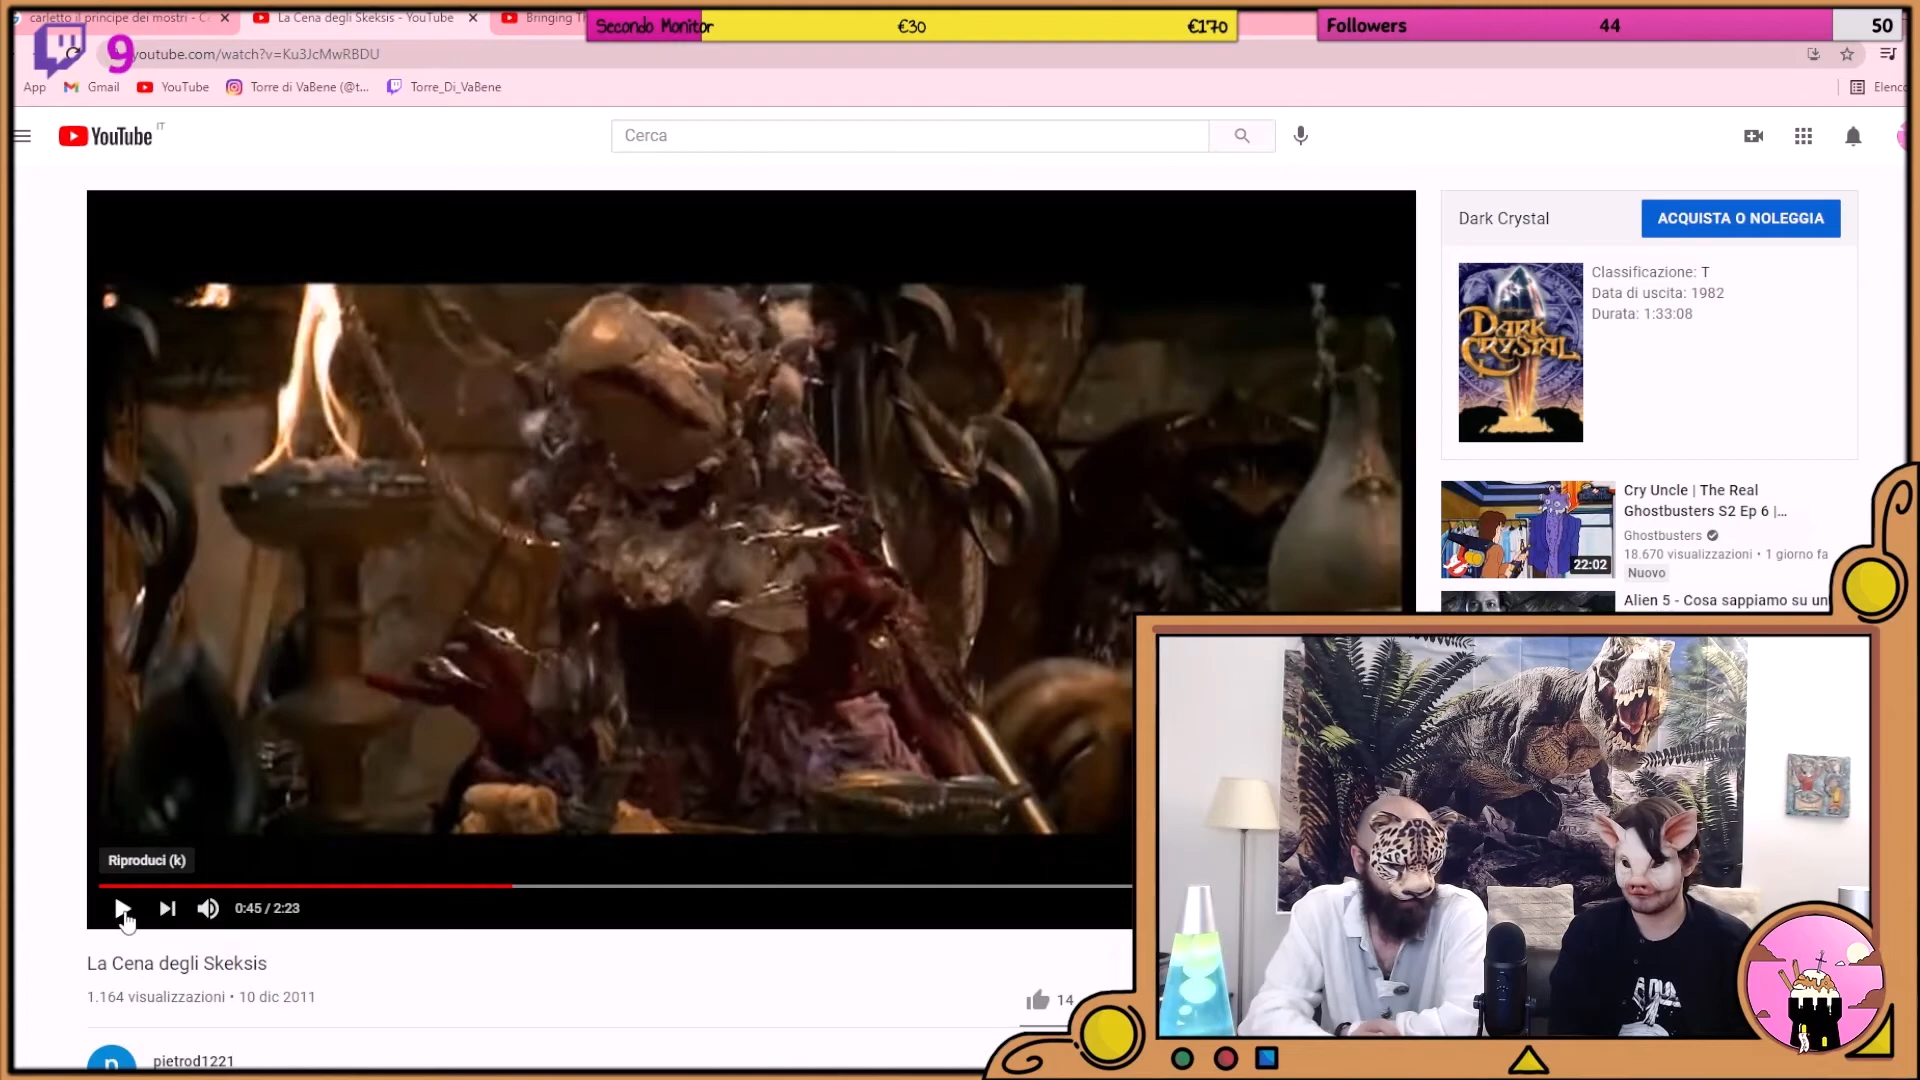 carletto il principe dei mostri - C
La Cena degli Skeksis - YouTube
Bringing Th
Secondo Monitor €30 €170
Followers 44 50
9
youtube.com/watch?v=Ku3JcMwRBDU
App Gmail YouTube Torre di VaBene (@t... Torre_Di_VaBene
Elenco
YouTube IT
Cerca
Dark Crystal
ACQUISTA O NOLEGGIA
DARK CRYSTAL
Classificazione: T
Data di uscita: 1982
Durata: 1:33:08
Cry Uncle | The Real
Ghostbusters S2 Ep 6 |...
Ghostbusters
18.670 visualizzazioni • 1 giorno fa
Nuovo
22:02
Alien 5 - Cosa sappiamo su un
Riproduci (k)
0:45 / 2:23
La Cena degli Skeksis
1.164 visualizzazioni • 10 dic 2011
14
pietrod1221